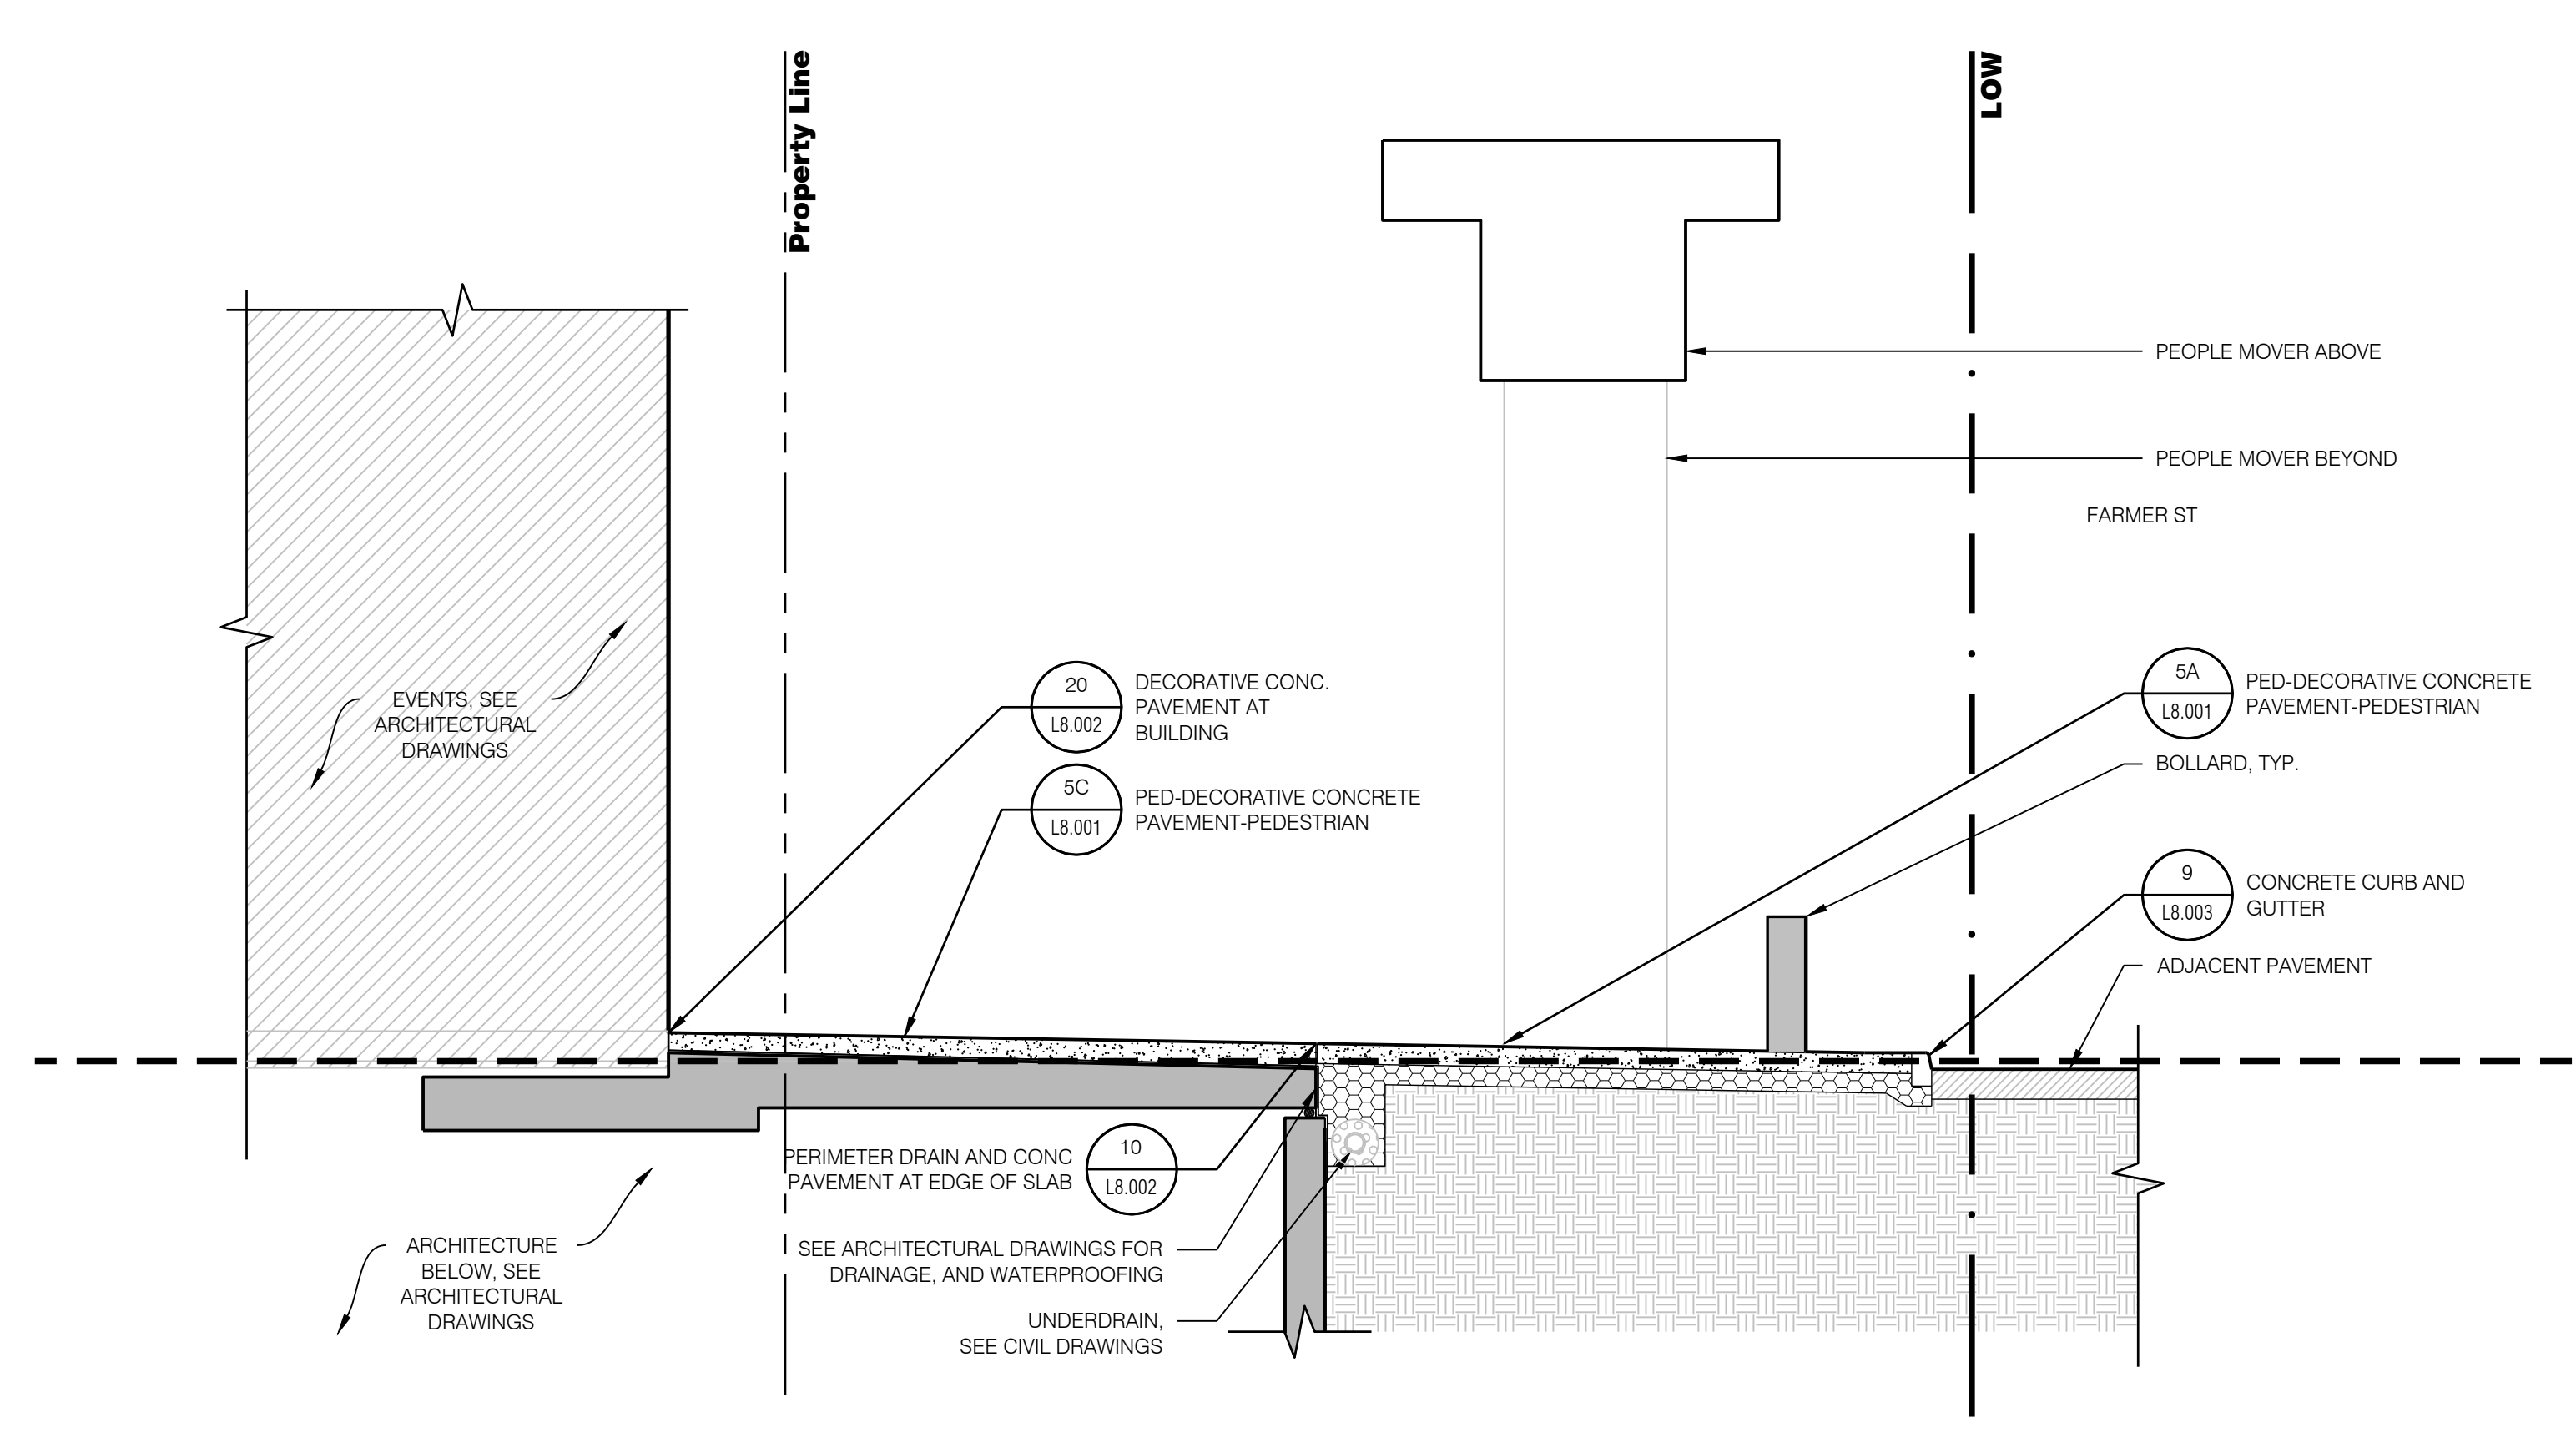 Property Line
LOW
PEOPLE MOVER ABOVE
PEOPLE MOVER BEYOND
FARMER ST
EVENTS, SEE
ARCHITECTURAL
DRAWINGS
20
L8.002
DECORATIVE CONC.
PAVEMENT AT
BUILDING
5C
L8.001
PED-DECORATIVE CONCRETE
PAVEMENT-PEDESTRIAN
5A
L8.001
PED-DECORATIVE CONCRETE
PAVEMENT-PEDESTRIAN
BOLLARD, TYP.
9
L8.003
CONCRETE CURB AND
GUTTER
ADJACENT PAVEMENT
PERIMETER DRAIN AND CONC
PAVEMENT AT EDGE OF SLAB
10
L8.002
SEE ARCHITECTURAL DRAWINGS FOR
DRAINAGE, AND WATERPROOFING
UNDERDRAIN,
SEE CIVIL DRAWINGS
ARCHITECTURE
BELOW, SEE
ARCHITECTURAL
DRAWINGS